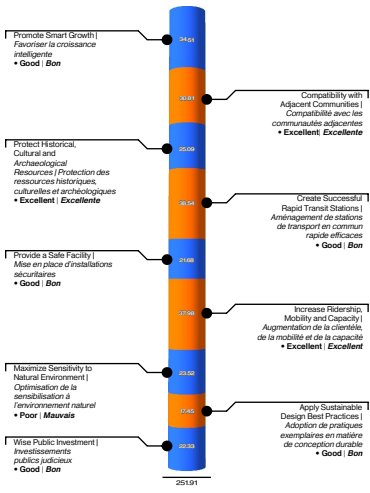 Promote Smart Growth |
Favoriser la croissance
intelligente
• Good | Bon
34.51
30.81
Compatibility with
Adjacent Communities |
Compatibilité avec les
communautés adjacentes
• Excellent| Excellente
Protect Historical,
Cultural and
Archaeological
Resources | Protection des
ressources historiques,
culturelles et archéologiques
• Excellent | Excellente
25.09
38.54
Create Successful
Rapid Transit Stations |
Aménagement de stations
de transport en commun
rapide efficaces
• Good | Bon
Provide a Safe Facility |
Mise en place d'installations
sécuritaires
• Good | Bon
21.68
37.98
Increase Ridership,
Mobility and Capacity |
Augmentation de la clientèle,
de la mobilité et de la capacité
• Excellent | Excellent
Maximize Sensitivity to
Natural Environment |
Optimisation de la
sensibilisation à
l'environnement naturel
• Poor | Mauvais
23.52
17.45
Apply Sustainable
Design Best Practices |
Adoption de pratiques
exemplaires en matière
de conception durable
• Good | Bon
Wise Public Investment |
Investissements
publics judicieux
• Good | Bon
22.33
251.91